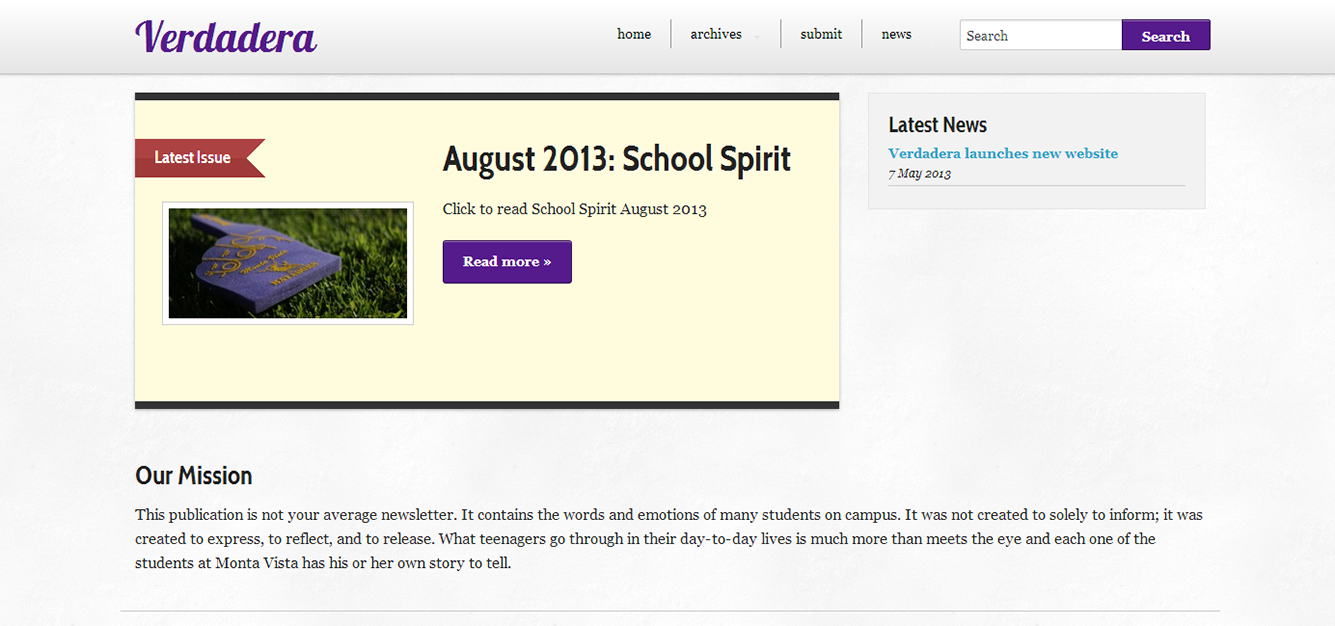 Verdadera
home
archives
submit
news
Search
Search
Latest Issue
August 2013: School Spirit
Click to read School Spirit August 2013
Read more »
Monta Vista
Latest News
Verdadera launches new website
7 May 2013
Our Mission
This publication is not your average newsletter. It contains the words and emotions of many students on campus. It was not created to solely to inform; it was
created to express, to reflect, and to release. What teenagers go through in their day-to-day lives is much more than meets the eye and each one of the
students at Monta Vista has his or her own story to tell.